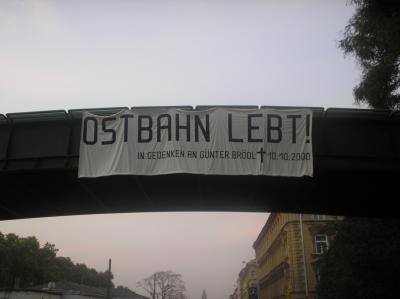 OSTBAHN LEBT!
IN GEDENKEN AN GÜNTER BRÖDL ✝ 10.10.2000